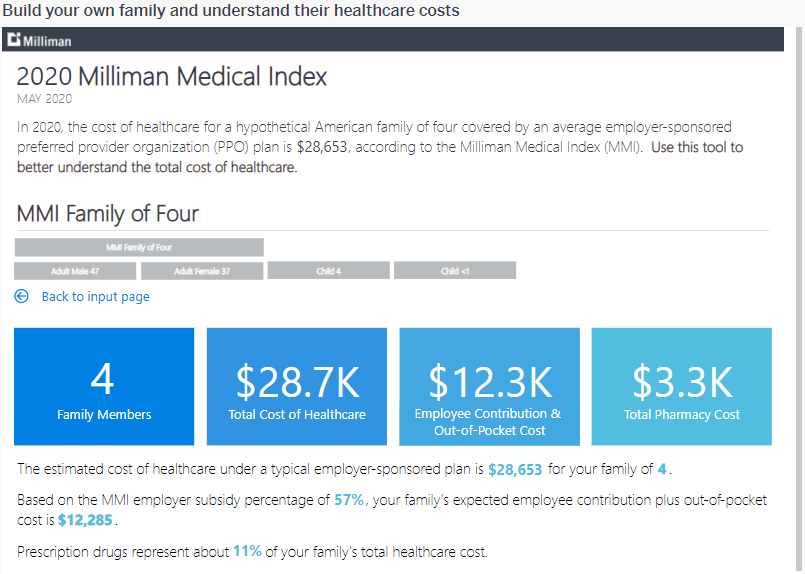 Build your own family and understand their healthcare costs
Milliman
2020 Milliman Medical Index
MAY 2020
In 2020, the cost of healthcare for a hypothetical American family of four covered by an average employer-sponsored
preferred provider organization (PPO) plan is $28,653, according to the Milliman Medical Index (MMI). Use this tool to
better understand the total cost of healthcare.
MMI Family of Four
MMI Family of Four
Adult Male 47
Adult Female 37
Child 4
Child <1
Back to input page
4
Family Members
$28.7K
Total Cost of Healthcare
$12.3K
Employee Contribution &
Out-of-Pocket Cost
$3.3K
Total Pharmacy Cost
The estimated cost of healthcare under a typical employer-sponsored plan is $28,653 for your family of 4.
Based on the MMI employer subsidy percentage of 57%, your family's expected employee contribution plus out-of-pocket
cost is $12,285.
Prescription drugs represent about 11% of your family's total healthcare cost.